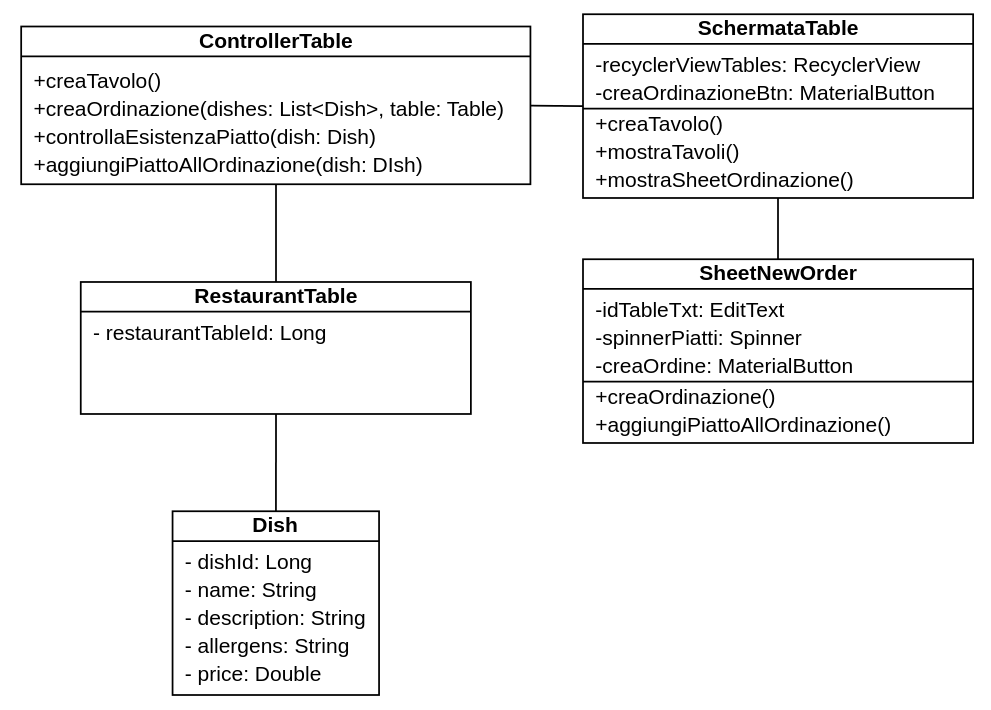 ControllerTable
+creaTavolo()
+creaOrdinazione(dishes: List<Dish>, table: Table)
+controllaEsistenzaPiatto(dish: Dish)
+aggiungiPiattoAllOrdinazione(dish: DIsh)
SchermataTable
-recyclerViewTables: RecyclerView
-creaOrdinazioneBtn: MaterialButton
+creaTavolo()
+mostraTavoli()
+mostraSheetOrdinazione()
RestaurantTable
- restaurantTableId: Long
SheetNewOrder
-idTableTxt: EditText
-spinnerPiatti: Spinner
-creaOrdine: MaterialButton
+creaOrdinazione()
+aggiungiPiattoAllOrdinazione()
Dish
- dishId: Long
- name: String
- description: String
- allergens: String
- price: Double